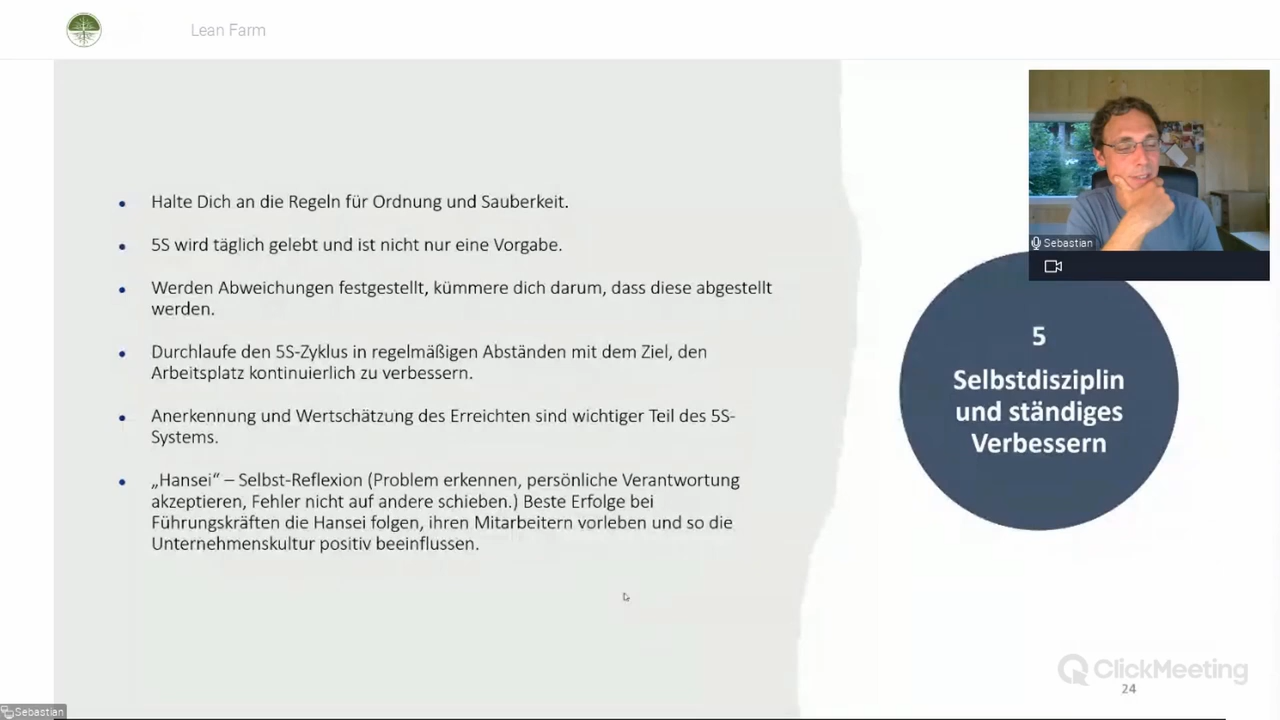 Lean Farm
Halte Dich an die Regeln für Ordnung und Sauberkeit.
5S wird täglich gelebt und ist nicht nur eine Vorgabe.
Werden Abweichungen festgestellt, kümmere dich darum, dass diese abgestellt
werden.
Durchlaufe den 5S-Zyklus in regelmäßigen Abständen mit dem Ziel, den
Arbeitsplatz kontinuierlich zu verbessern.
Anerkennung und Wertschätzung des Erreichten sind wichtiger Teil des 5S-
Systems.
„Hansei“ – Selbst-Reflexion (Problem erkennen, persönliche Verantwortung
akzeptieren, Fehler nicht auf andere schieben.) Beste Erfolge bei
Führungskräften die Hansei folgen, ihren Mitarbeitern vorleben und so die
Unternehmenskultur positiv beeinflussen.
Sebastian
5
Selbstdisziplin
und ständiges
Verbessern
ClickMeeting
24
Sebastian